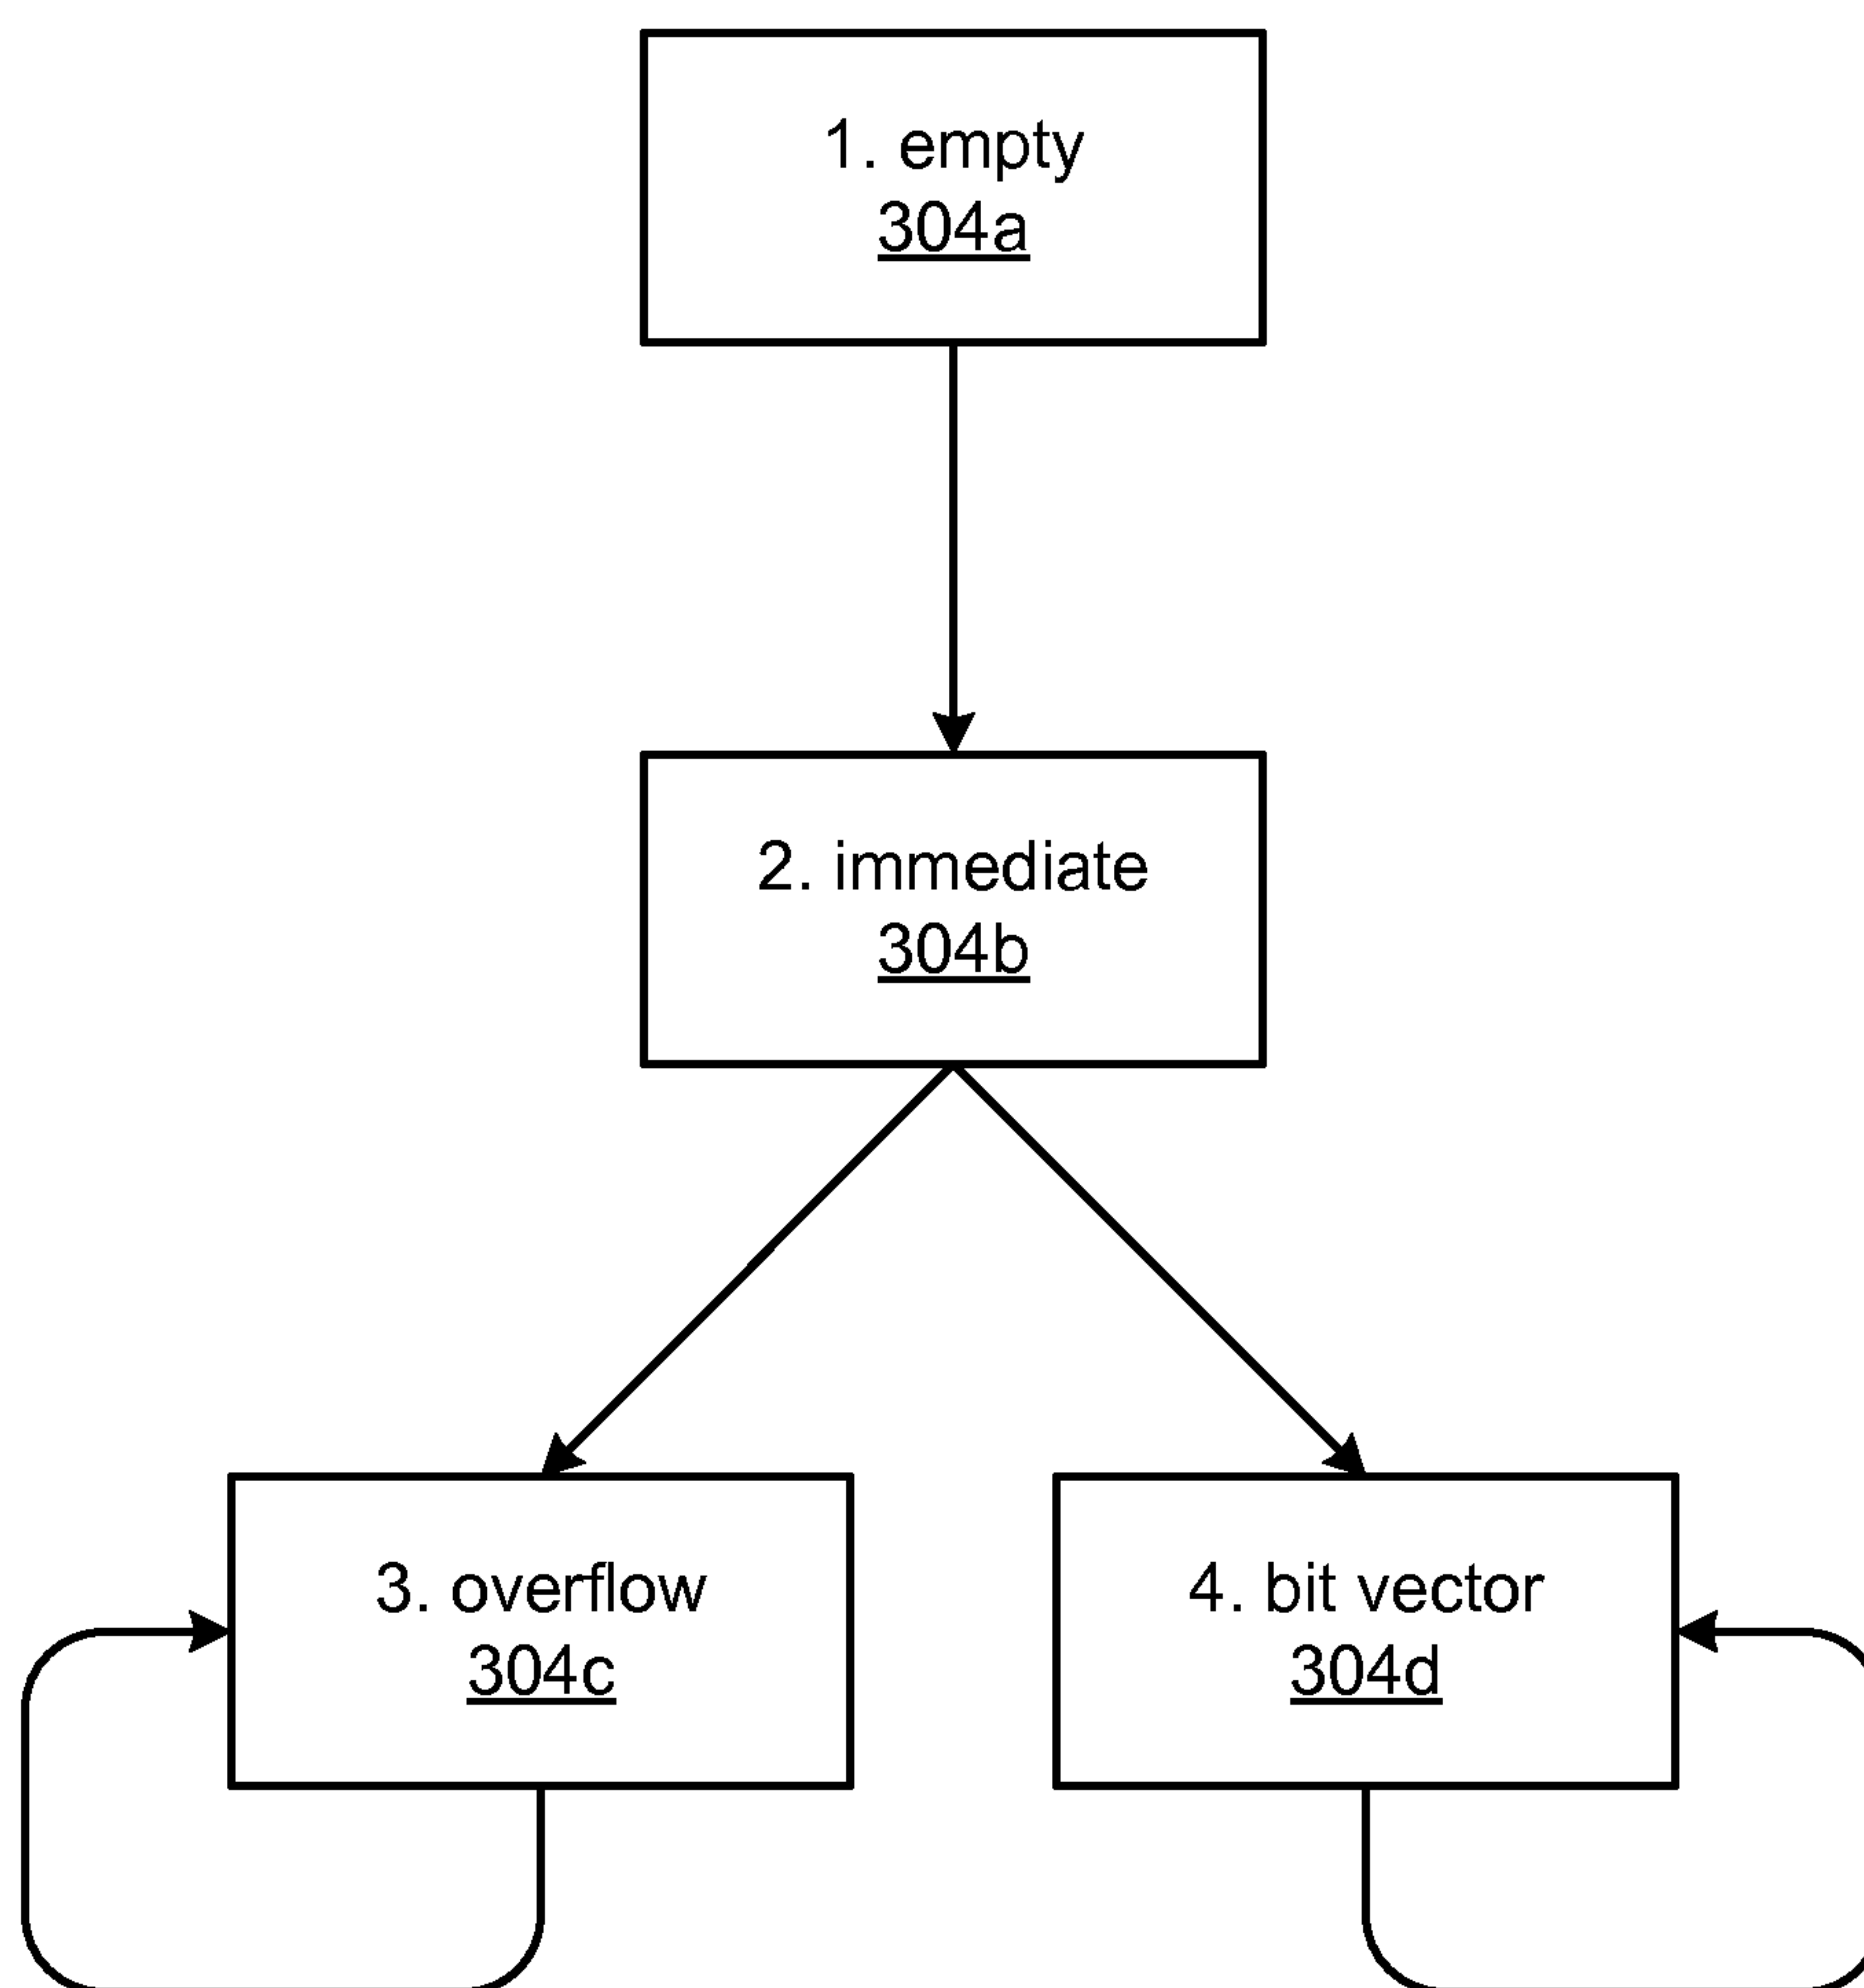 1. empty
304a
2. immediate
304b
3. overflow
304c
4. bit vector
304d